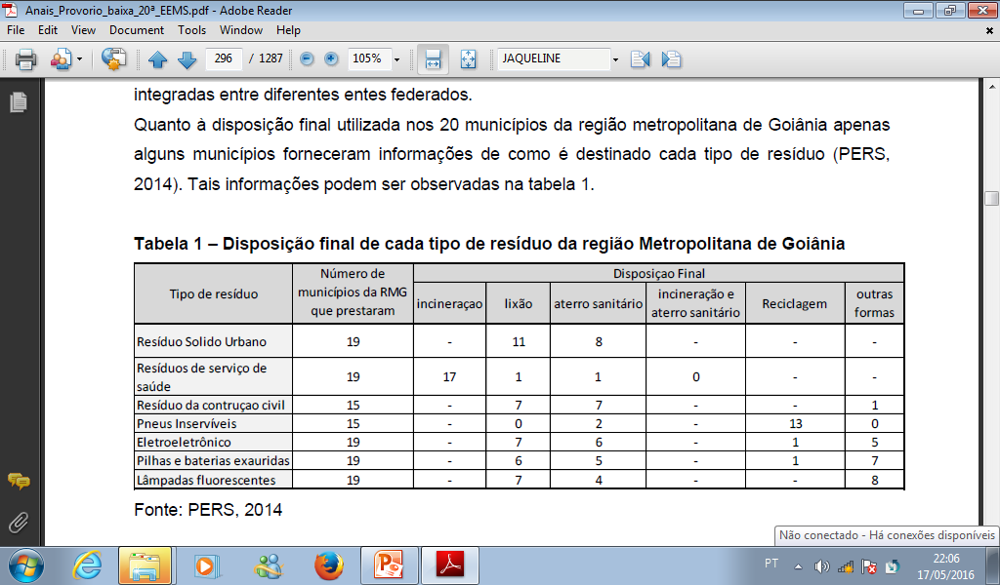 Anais_Provorio_baixa_20ª_EEMS.pdf - Adobe Reader
File Edit View Document Tools Window Help
296 / 1287 105% JAQUELINE
integradas entre diferentes entes federados.
Quanto à disposição final utilizada nos 20 municípios da região metropolitana de Goiânia apenas
alguns municípios forneceram informações de como é destinado cada tipo de resíduo (PERS,
2014). Tais informações podem ser observadas na tabela 1.
Tabela 1 – Disposição final de cada tipo de resíduo da região Metropolitana de Goiânia
Tipo de resíduo
Número de
municípios da RMG
que prestaram
Disposiçao Final
incineraçao
lixão
aterro sanitário
incineração e
aterro sanitário
Reciclagem
outras
formas
Resíduo Solido Urbano 19 - 11 8 - - -
Resíduos de serviço de
saúde 19 17 1 1 0 - -
Resíduo da contruçao civil 15 - 7 7 - - 1
Pneus Inservíveis 15 - 0 2 - 13 0
Eletroeletrônico 19 - 7 6 - 1 5
Pilhas e baterias exauridas 19 - 6 5 - 1 7
Lâmpadas fluorescentes 19 - 7 4 - - 8
Fonte: PERS, 2014
Não conectado - Há conexões disponíveis
PT
22:06
17/05/2016